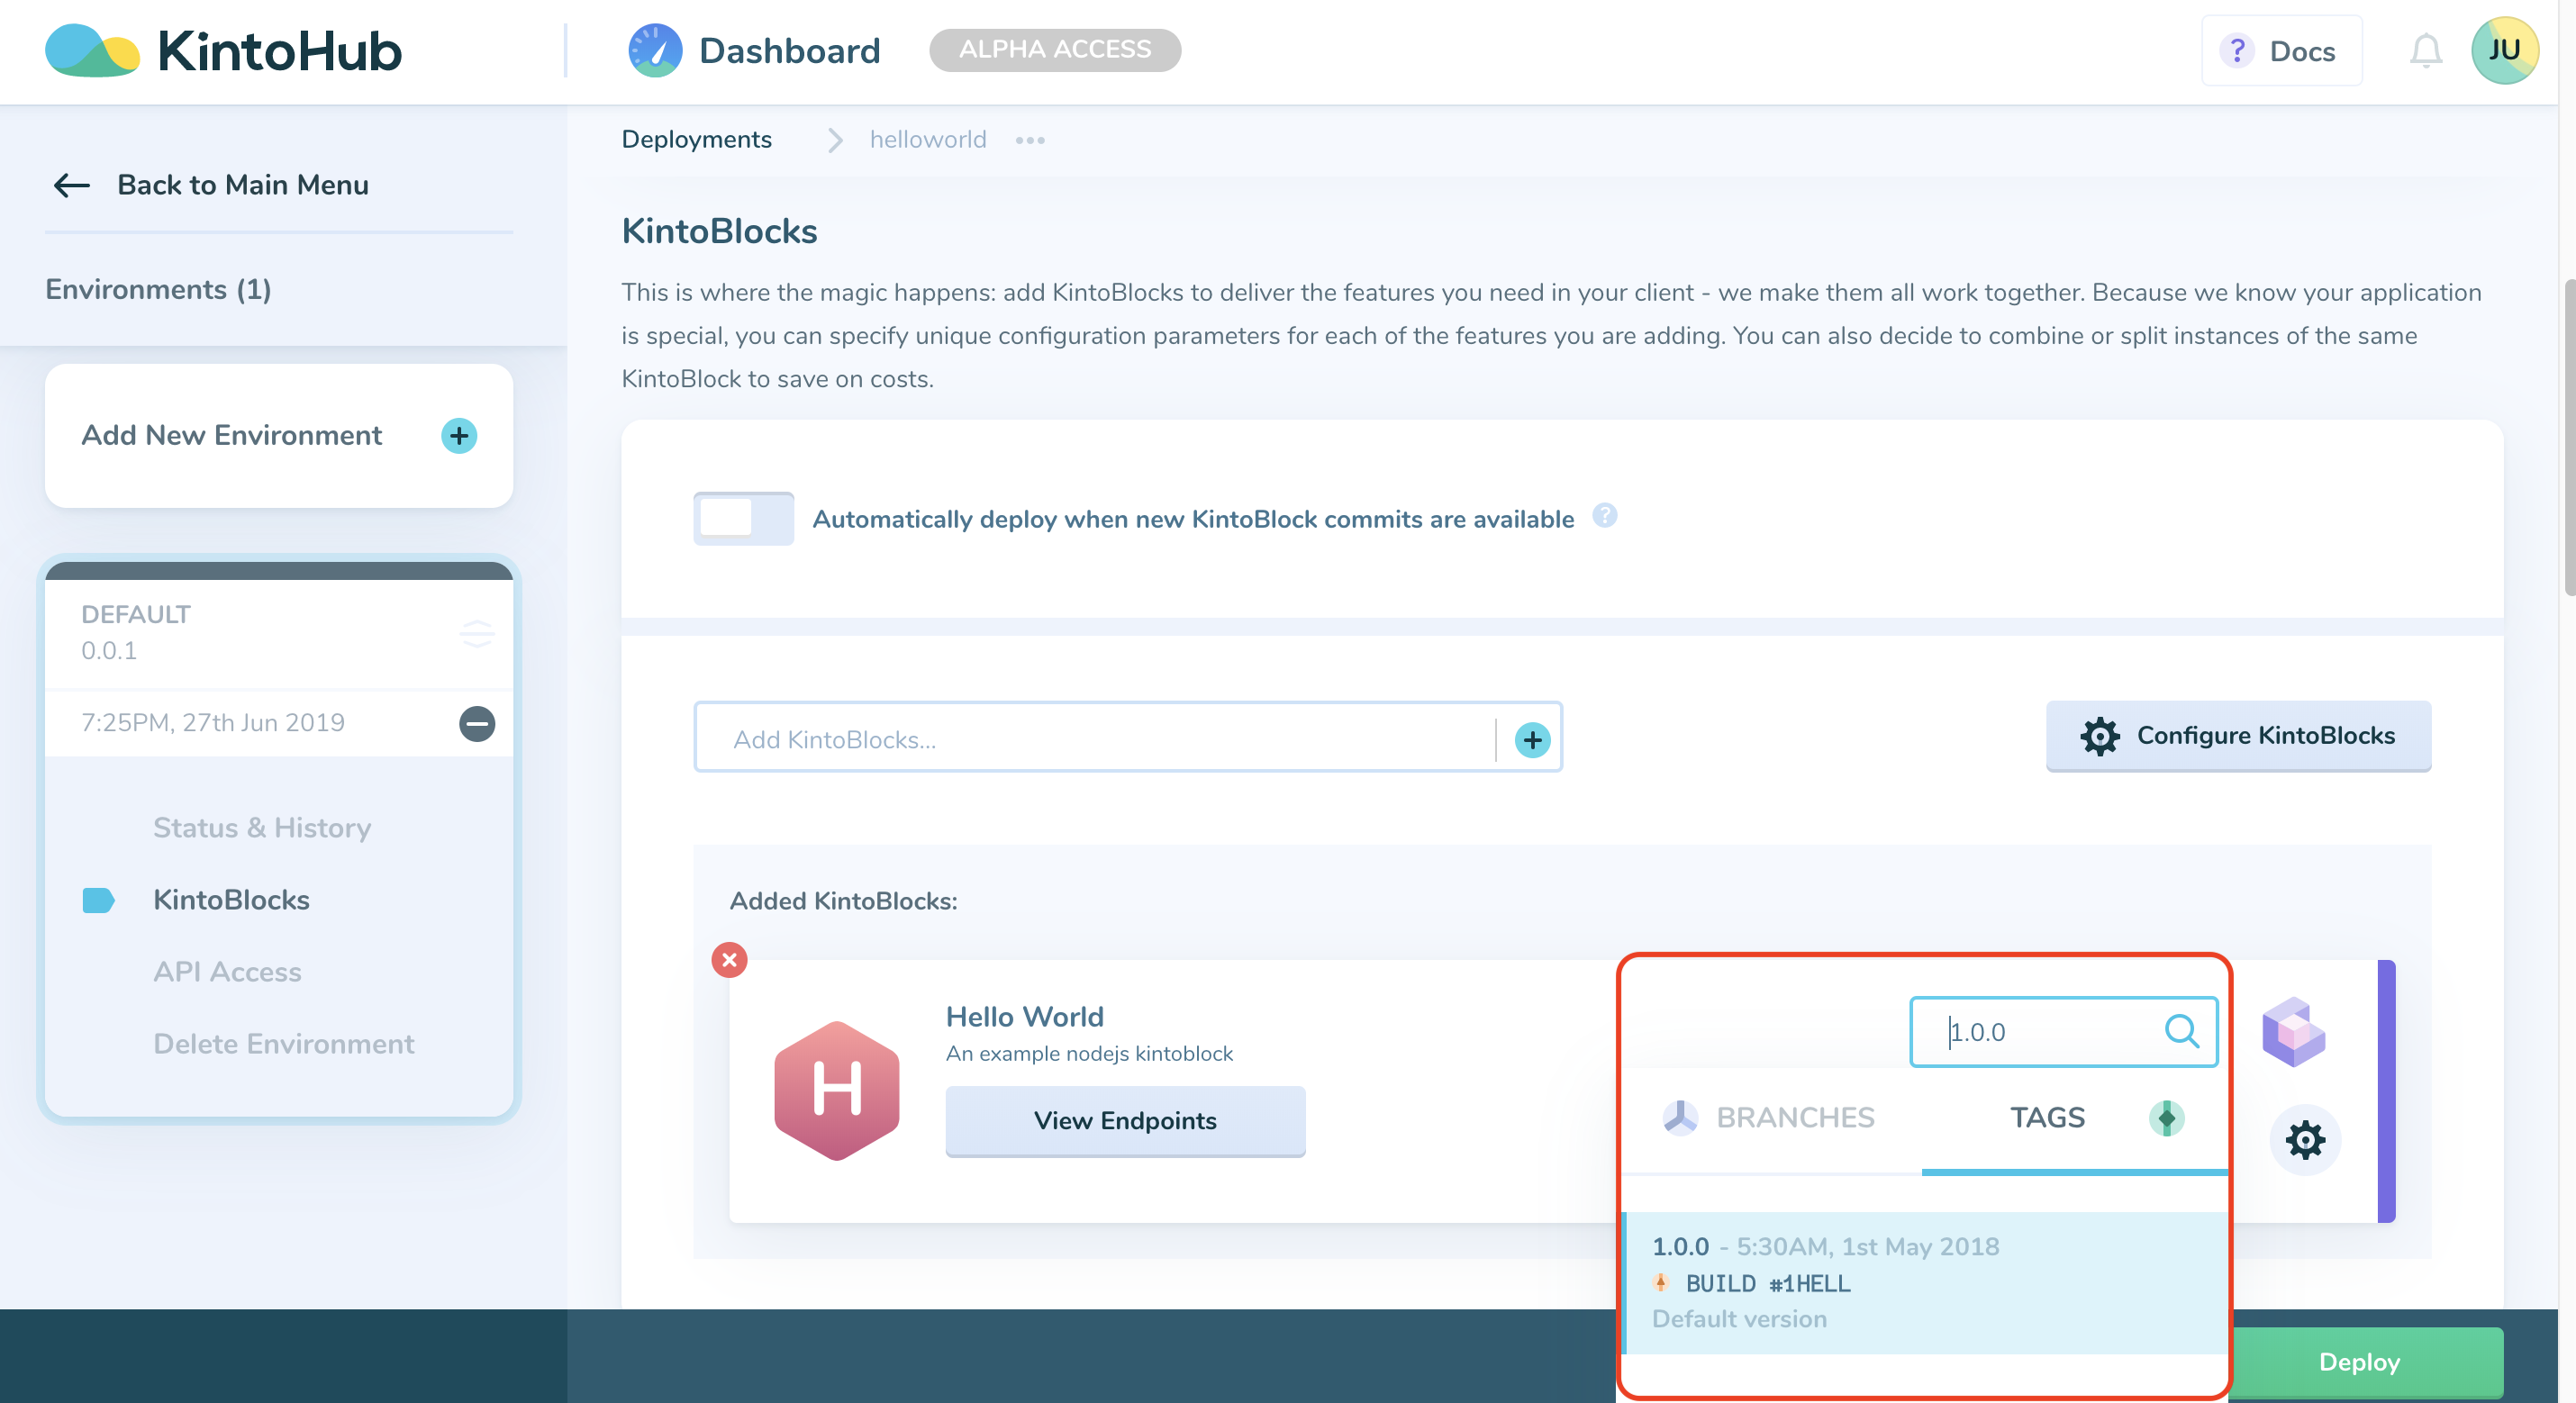 KintoHub
Dashboard
ALPHA ACCESS
? Docs
JU
Back to Main Menu
Environments (1)
Add New Environment
DEFAULT
0.0.1
7:25PM, 27th Jun 2019
Status & History
KintoBlocks
API Access
Delete Environment
Deployments
helloworld
KintoBlocks
This is where the magic happens: add KintoBlocks to deliver the features you need in your client - we make them all work together. Because we know your application
is special, you can specify unique configuration parameters for each of the features you are adding. You can also decide to combine or split instances of the same
KintoBlock to save on costs.
Automatically deploy when new KintoBlock commits are available ?
Add KintoBlocks...
Configure KintoBlocks
Added KintoBlocks:
H
Hello World
An example nodejs kintoblock
View Endpoints
1.0.0
BRANCHES
TAGS
1.0.0 - 5:30AM, 1st May 2018
BUILD #1HELL
Default version
Deploy